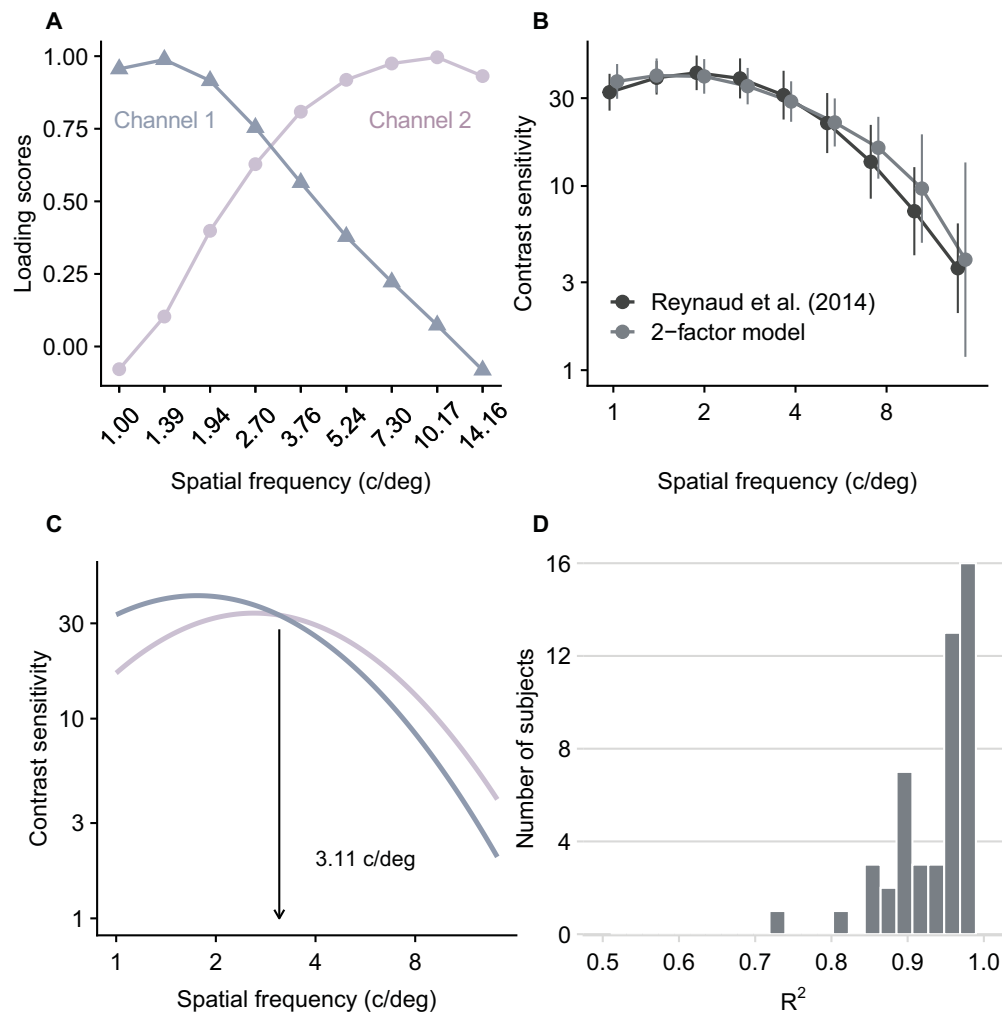 A
Loading scores
1.00
0.75
0.50
0.25
0.00
Channel 1
Channel 2
1.00
1.39
1.94
2.70
3.76
5.24
7.30
10.17
14.16
Spatial frequency (c/deg)
B
Contrast sensitivity
30
10
3
1
Reynaud et al. (2014)
2−factor model
1
2
4
8
Spatial frequency (c/deg)
C
Contrast sensitivity
30
10
3
1
3.11 c/deg
1
2
4
8
Spatial frequency (c/deg)
D
Number of subjects
16
12
8
4
0
0.5
0.6
0.7
0.8
0.9
1.0
R²